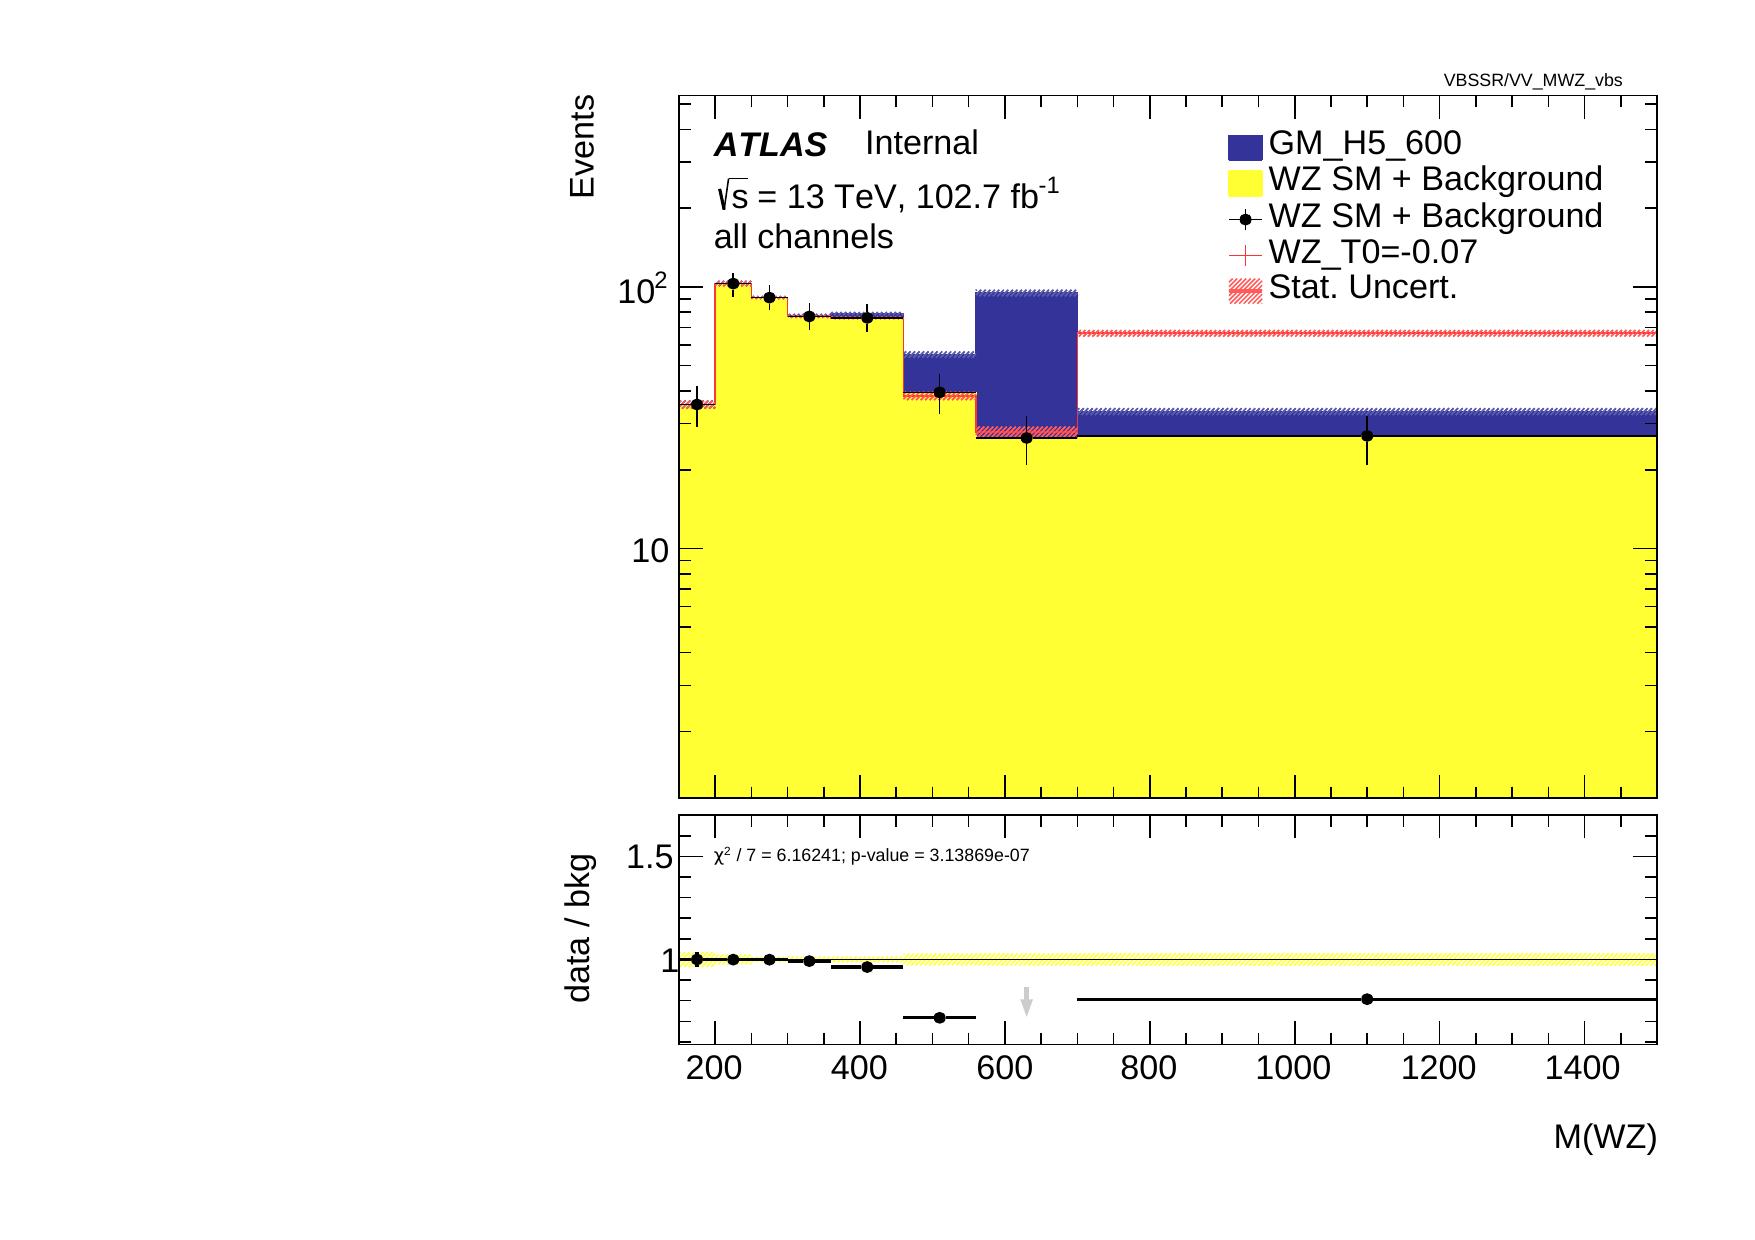 VBSSR/VV_MWZ_vbs
Events
ATLAS Internal
√s = 13 TeV, 102.7 fb⁻¹
all channels
GM_H5_600
WZ SM + Background
WZ SM + Background
WZ_T0=-0.07
Stat. Uncert.
10²
10
data / bkg
χ² / 7 = 6.16241; p-value = 3.13869e-07
1.5
1
200 400 600 800 1000 1200 1400
M(WZ)